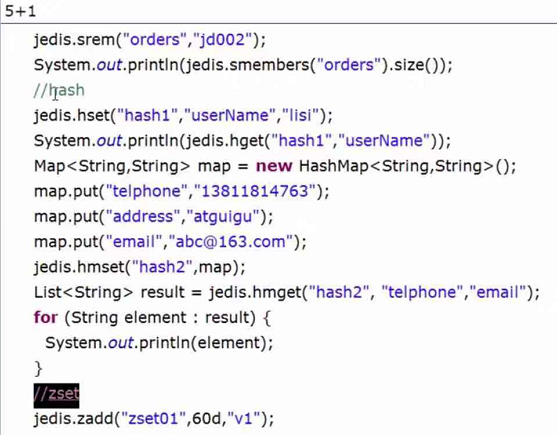 5+1
jedis.srem("orders","jd002");
System.out.println(jedis.smembers("orders").size());
//hash
jedis.hset("hash1","userName","lisi");
System.out.println(jedis.hget("hash1","userName"));
Map<String,String> map = new HashMap<String,String>();
map.put("telphone","13811814763");
map.put("address","atguigu");
map.put("email","abc@163.com");
jedis.hmset("hash2",map);
List<String> result = jedis.hmget("hash2", "telphone","email");
for (String element : result) {
System.out.println(element);
}
//zset
jedis.zadd("zset01",60d,"v1");